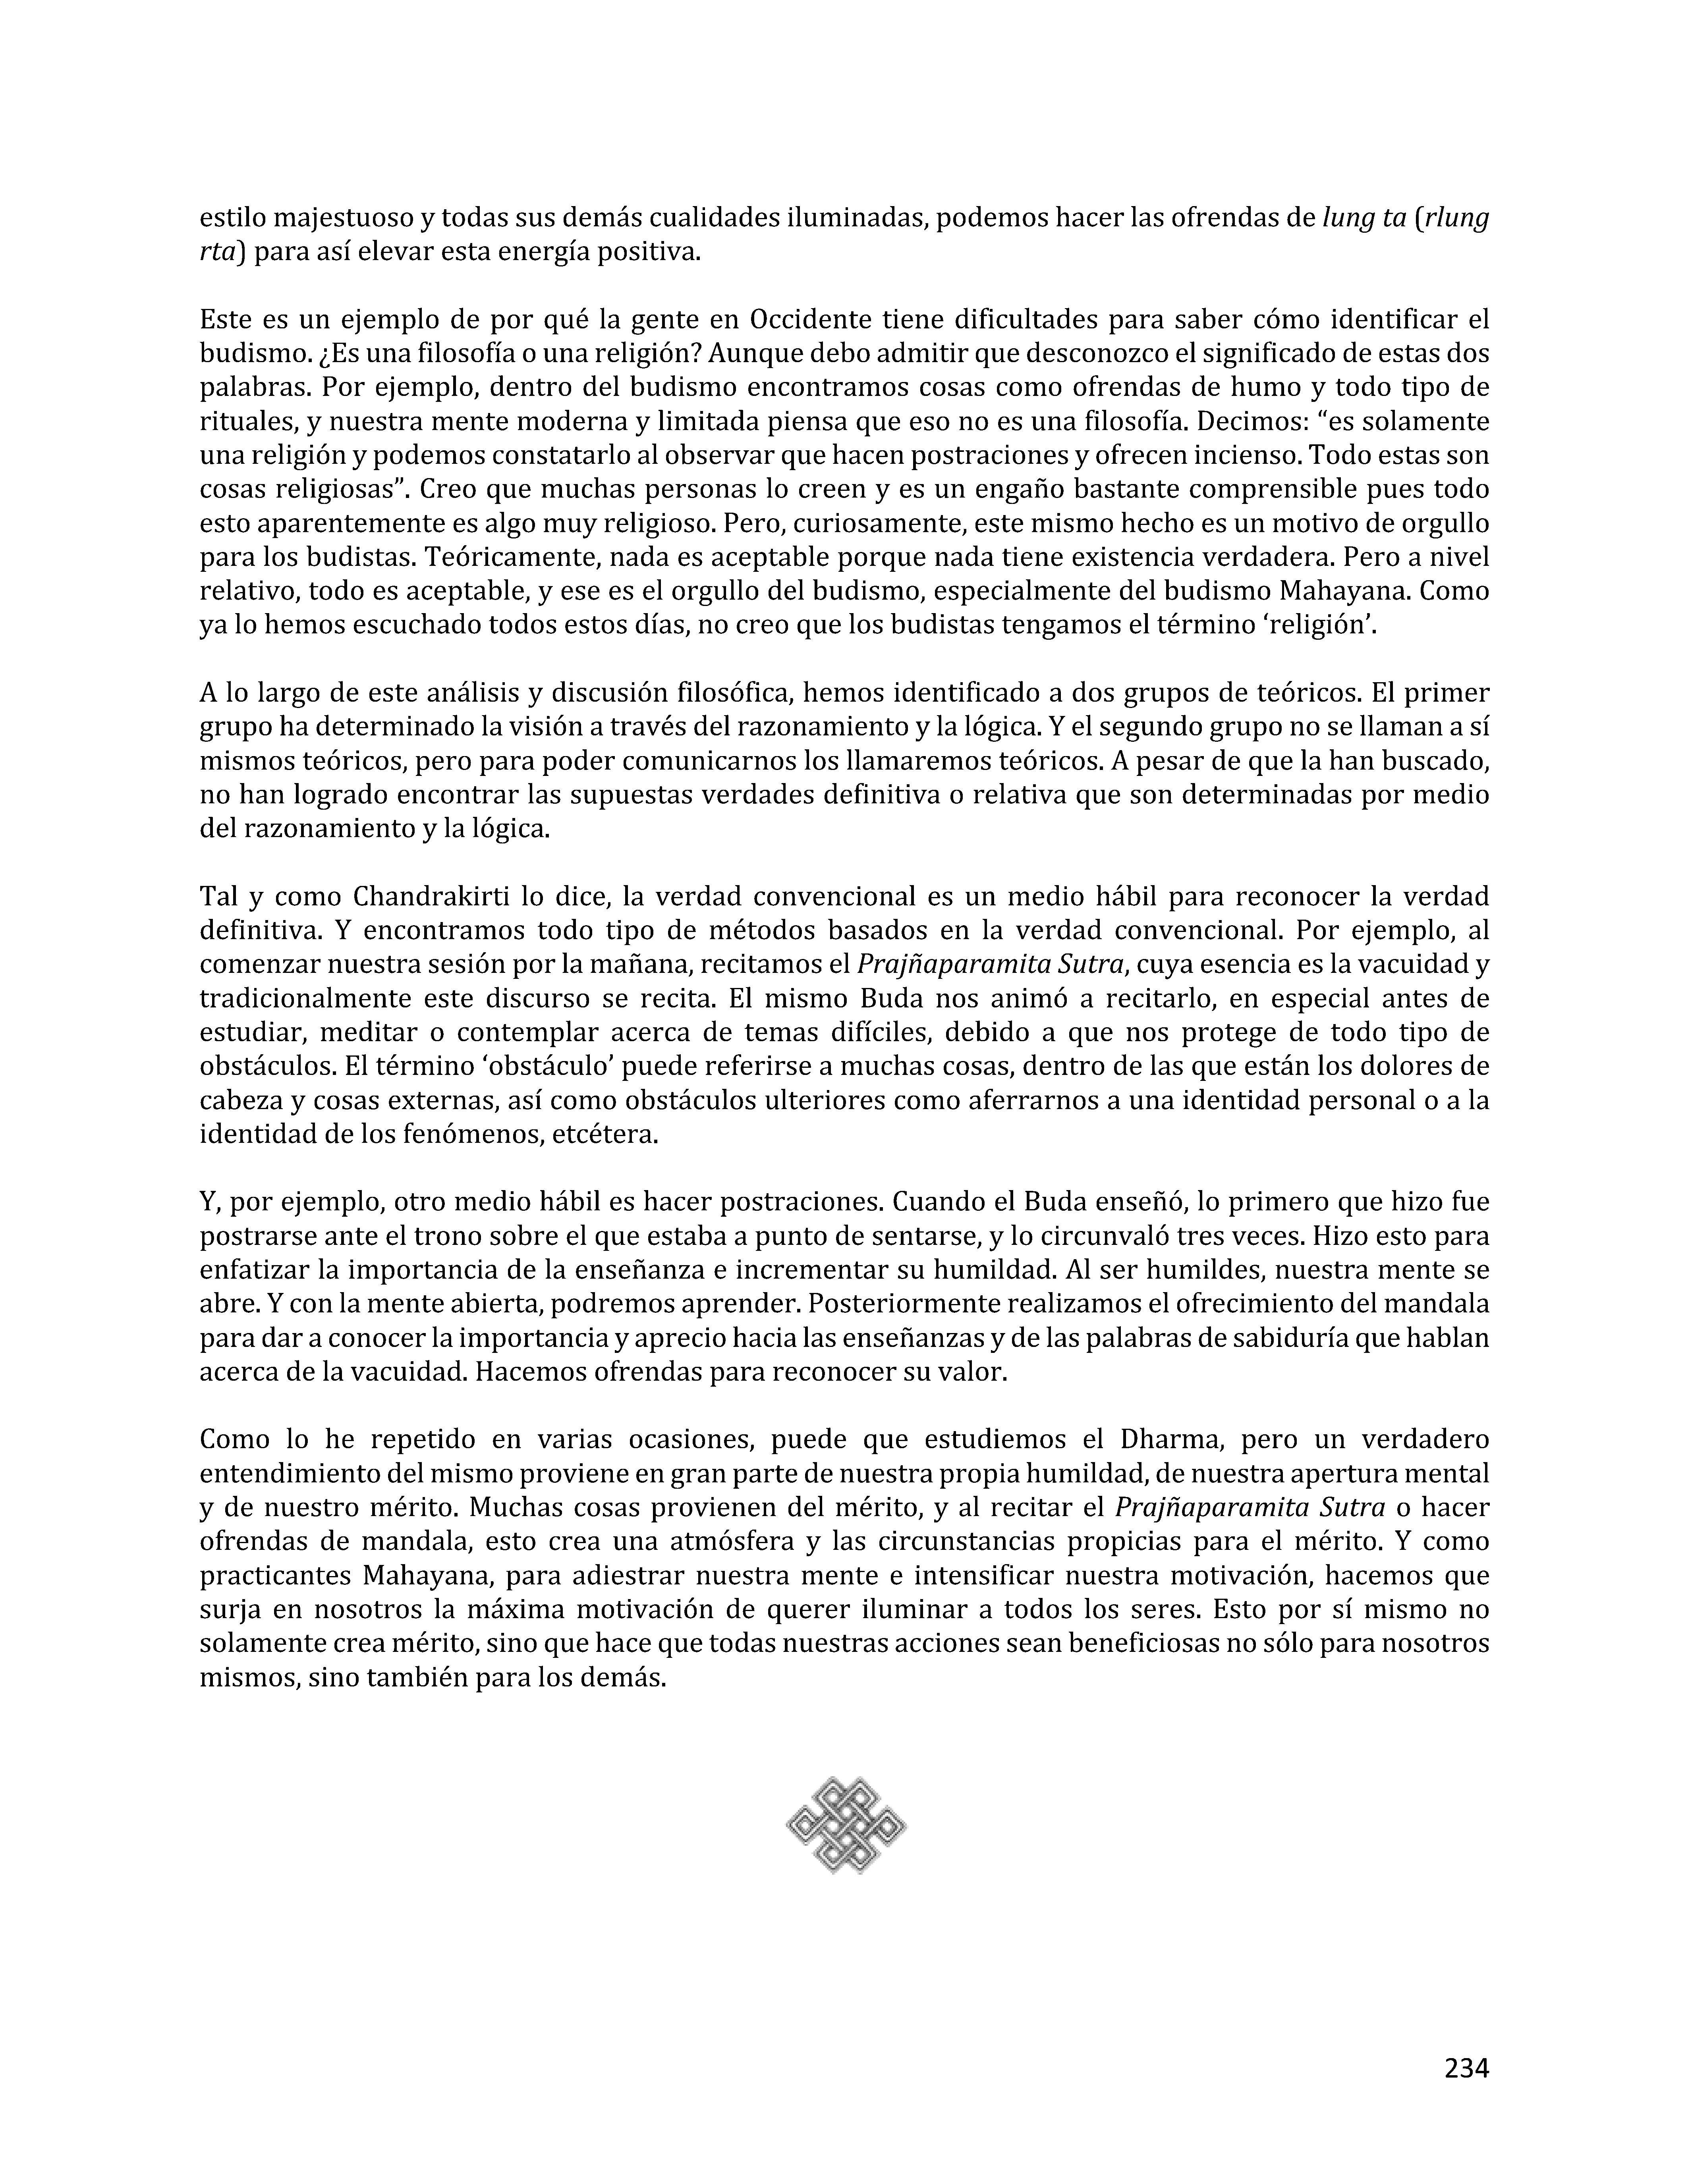 estilo majestuoso y todas sus demás cualidades iluminadas, podemos hacer las ofrendas de lung ta (rlung
rta) para así elevar esta energía positiva.
Este es un ejemplo de por qué la gente en Occidente tiene dificultades para saber cómo identificar el
budismo. ¿Es una filosofía o una religión? Aunque debo admitir que desconozco el significado de estas dos
palabras. Por ejemplo, dentro del budismo encontramos cosas como ofrendas de humo y todo tipo de
rituales, y nuestra mente moderna y limitada piensa que eso no es una filosofía. Decimos: “es solamente
una religión y podemos constatarlo al observar que hacen postraciones y ofrecen incienso. Todo estas son
cosas religiosas”. Creo que muchas personas lo creen y es un engaño bastante comprensible pues todo
esto aparentemente es algo muy religioso. Pero, curiosamente, este mismo hecho es un motivo de orgullo
para los budistas. Teóricamente, nada es aceptable porque nada tiene existencia verdadera. Pero a nivel
relativo, todo es aceptable, y ese es el orgullo del budismo, especialmente del budismo Mahayana. Como
ya lo hemos escuchado todos estos días, no creo que los budistas tengamos el término ‘religión’.
A lo largo de este análisis y discusión filosófica, hemos identificado a dos grupos de teóricos. El primer
grupo ha determinado la visión a través del razonamiento y la lógica. Y el segundo grupo no se llaman a sí
mismos teóricos, pero para poder comunicarnos los llamaremos teóricos. A pesar de que la han buscado,
no han logrado encontrar las supuestas verdades definitiva o relativa que son determinadas por medio
del razonamiento y la lógica.
Tal y como Chandrakirti lo dice, la verdad convencional es un medio hábil para reconocer la verdad
definitiva. Y encontramos todo tipo de métodos basados en la verdad convencional. Por ejemplo, al
comenzar nuestra sesión por la mañana, recitamos el Prajñaparamita Sutra, cuya esencia es la vacuidad y
tradicionalmente este discurso se recita. El mismo Buda nos animó a recitarlo, en especial antes de
estudiar, meditar o contemplar acerca de temas difíciles, debido a que nos protege de todo tipo de
obstáculos. El término ‘obstáculo’ puede referirse a muchas cosas, dentro de las que están los dolores de
cabeza y cosas externas, así como obstáculos ulteriores como aferrarnos a una identidad personal o a la
identidad de los fenómenos, etcétera.
Y, por ejemplo, otro medio hábil es hacer postraciones. Cuando el Buda enseñó, lo primero que hizo fue
postrarse ante el trono sobre el que estaba a punto de sentarse, y lo circunvaló tres veces. Hizo esto para
enfatizar la importancia de la enseñanza e incrementar su humildad. Al ser humildes, nuestra mente se
abre. Y con la mente abierta, podremos aprender. Posteriormente realizamos el ofrecimiento del mandala
para dar a conocer la importancia y aprecio hacia las enseñanzas y de las palabras de sabiduría que hablan
acerca de la vacuidad. Hacemos ofrendas para reconocer su valor.
Como lo he repetido en varias ocasiones, puede que estudiemos el Dharma, pero un verdadero
entendimiento del mismo proviene en gran parte de nuestra propia humildad, de nuestra apertura mental
y de nuestro mérito. Muchas cosas provienen del mérito, y al recitar el Prajñaparamita Sutra o hacer
ofrendas de mandala, esto crea una atmósfera y las circunstancias propicias para el mérito. Y como
practicantes Mahayana, para adiestrar nuestra mente e intensificar nuestra motivación, hacemos que
surja en nosotros la máxima motivación de querer iluminar a todos los seres. Esto por sí mismo no
solamente crea mérito, sino que hace que todas nuestras acciones sean beneficiosas no sólo para nosotros
mismos, sino también para los demás.
234